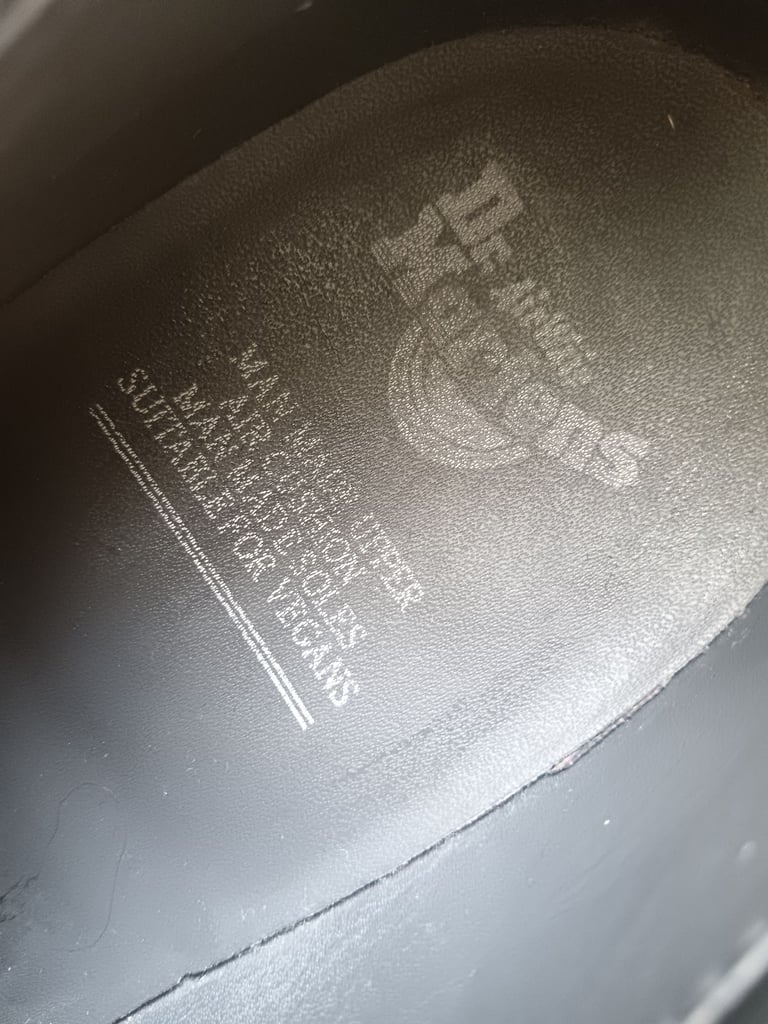 Dr.
Martens
MAN MADE UPPER
AIR CUSHION
MAN MADE SOLES
SUITABLE FOR VEGANS